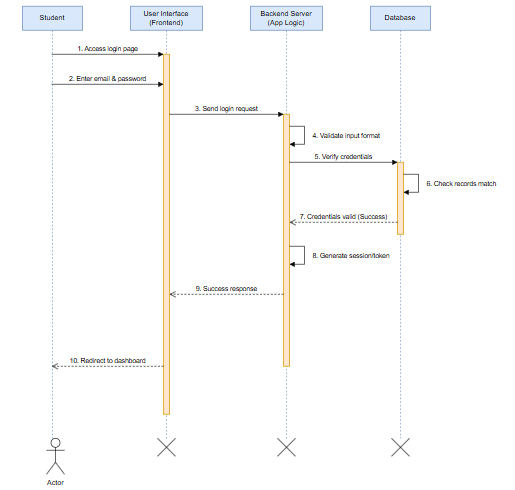 Student
User Interface
(Frontend)
Backend Server
(App Logic)
Database
1. Access login page
2. Enter email & password
3. Send login request
4. Validate input format
5. Verify credentials
6. Check records match
7. Credentials valid (Success)
8. Generate session/token
9. Success response
10. Redirect to dashboard
Actor